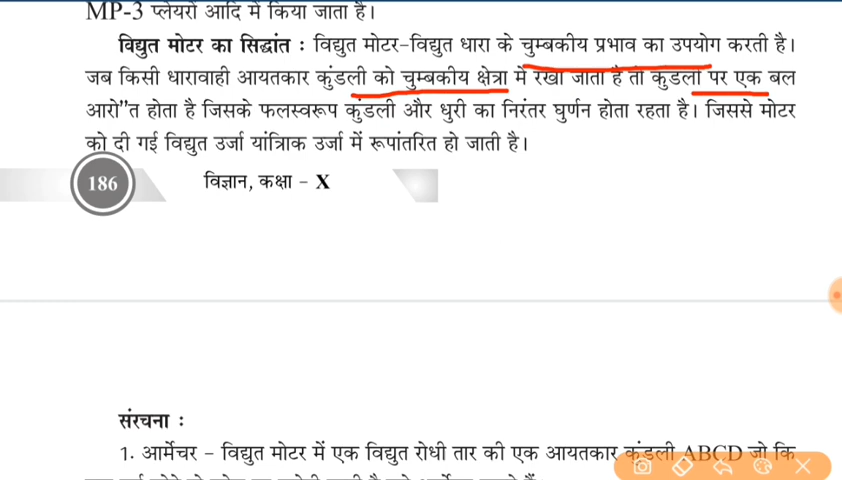 MP-3 प्लेयरों आदि में किया जाता है।
विद्युत मोटर का सिद्धांत : विद्युत मोटर-विद्युत धारा के चुम्बकीय प्रभाव का उपयोग करती है।
जब किसी धारावाही आयतकार कुंडली को चुम्बकीय क्षेत्रा में रखा जाता है तो कुंडली पर एक बल
आरो”त होता है जिसके फलस्वरूप कुंडली और धुरी का निरंतर घुर्णन होता रहता है। जिससे मोटर
को दी गई विद्युत उर्जा यांत्रिाक उर्जा में रूपांतरित हो जाती है।
186 विज्ञान, कक्षा - X
संरचना :
1. आर्मेचर - विद्युत मोटर में एक विद्युत रोधी तार की एक आयतकार कुंडली ABCD जो कि